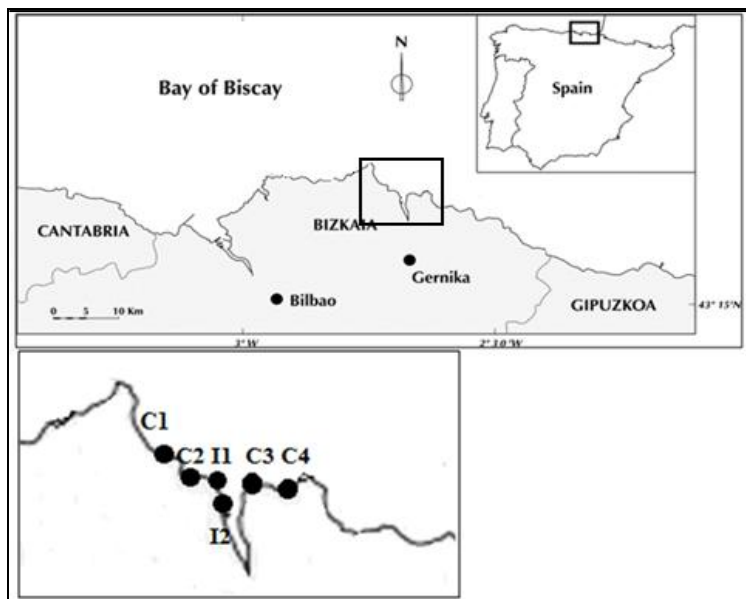 N
Bay of Biscay
Spain
CANTABRIA
BIZKAIA
Gernika
Bilbao
GIPUZKOA
0 5 10 Km
43° 15'N
3° W
2° 30' W
C1
C2 I1 C3 C4
I2